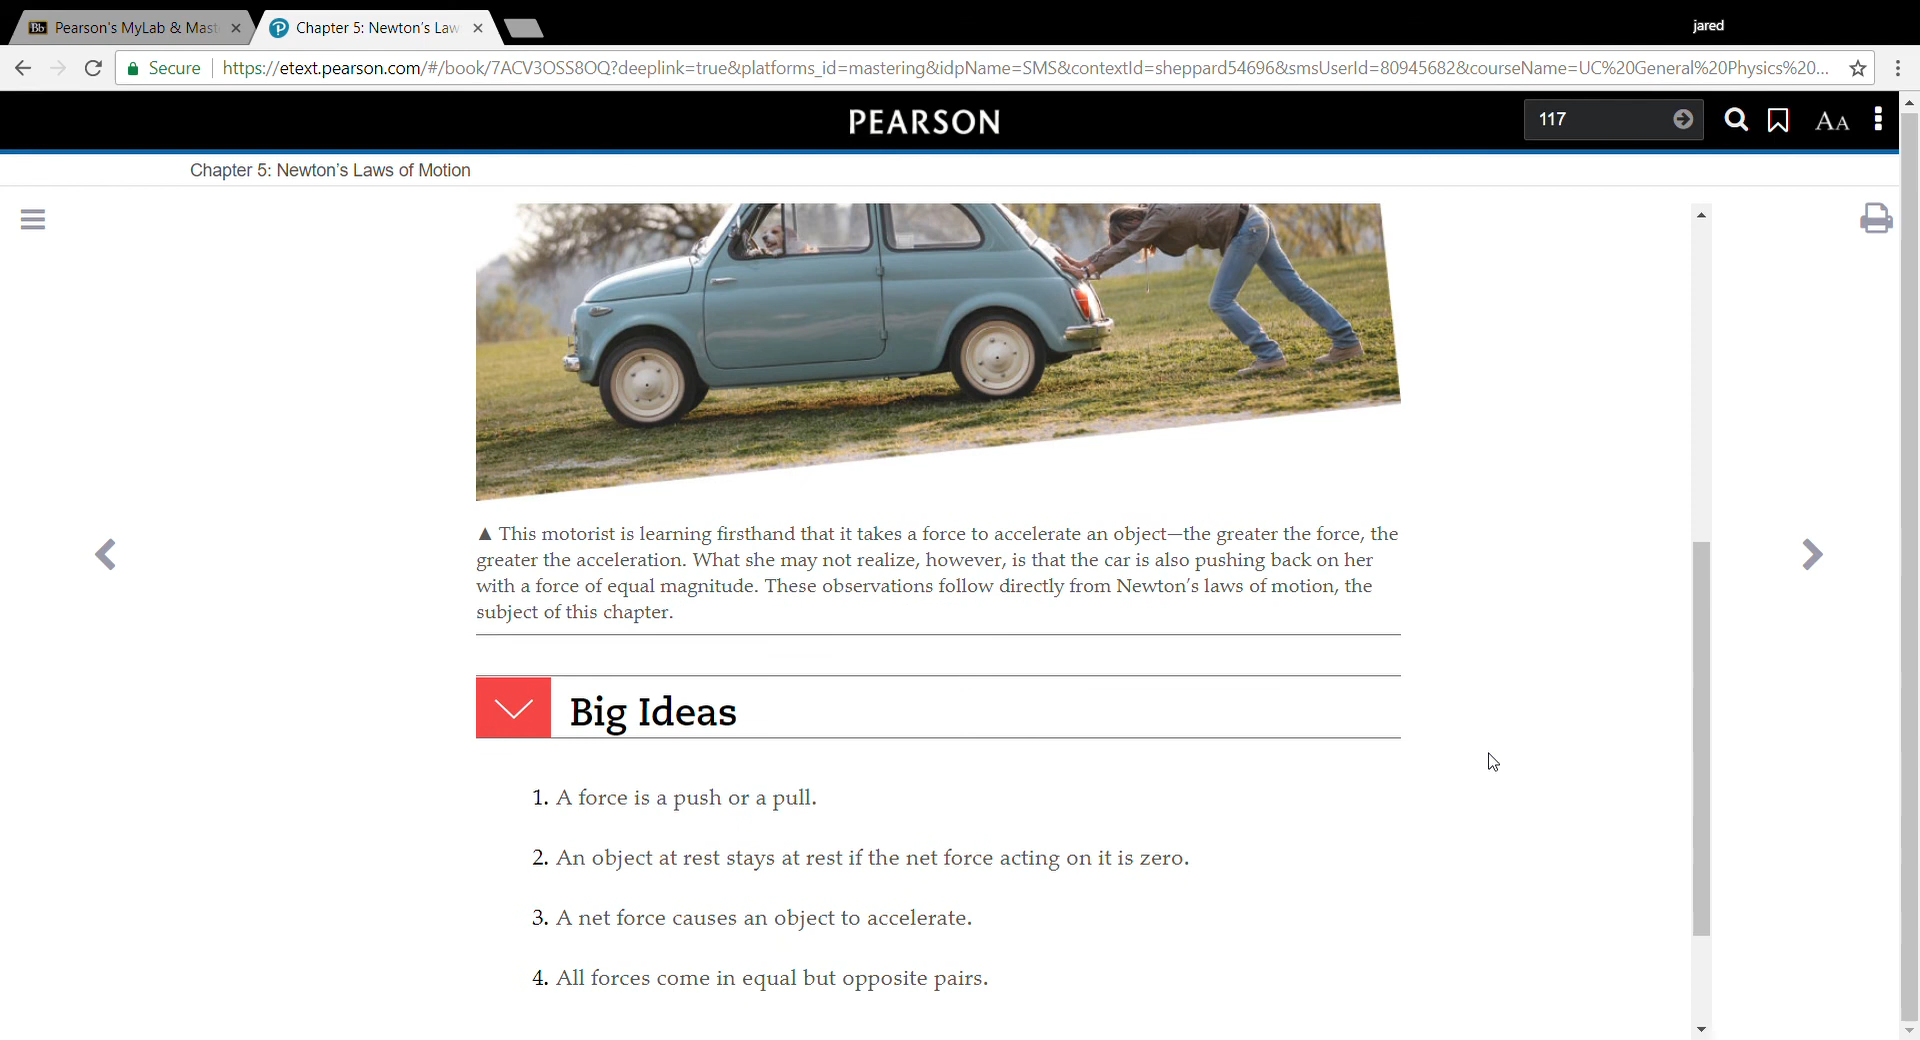 Bb Pearson's MyLab & Mast
Chapter 5: Newton's Law
jared
Secure
https://etext.pearson.com/#/book/7ACV3OSS8OQ?deeplink=true&platforms_id=mastering&idpName=SMS&contextId=sheppard54696&smsUserId=80945682&courseName=UC%20General%20Physics%20...
PEARSON
117
AA
Chapter 5: Newton's Laws of Motion
▲ This motorist is learning firsthand that it takes a force to accelerate an object—the greater the force, the
greater the acceleration. What she may not realize, however, is that the car is also pushing back on her
with a force of equal magnitude. These observations follow directly from Newton's laws of motion, the
subject of this chapter.
Big Ideas
1. A force is a push or a pull.
2. An object at rest stays at rest if the net force acting on it is zero.
3. A net force causes an object to accelerate.
4. All forces come in equal but opposite pairs.